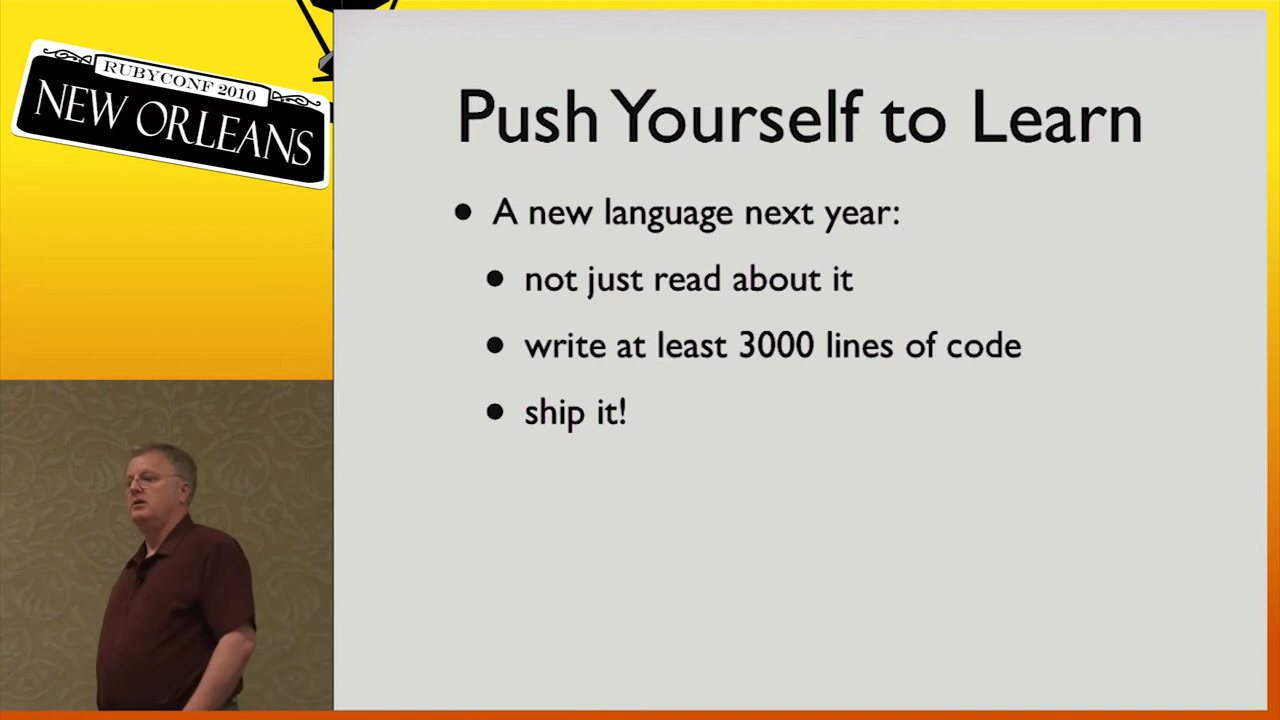 RUBYCONF 2010
NEW ORLEANS
Push Yourself to Learn
• A new language next year:
• not just read about it
• write at least 3000 lines of code
• ship it!